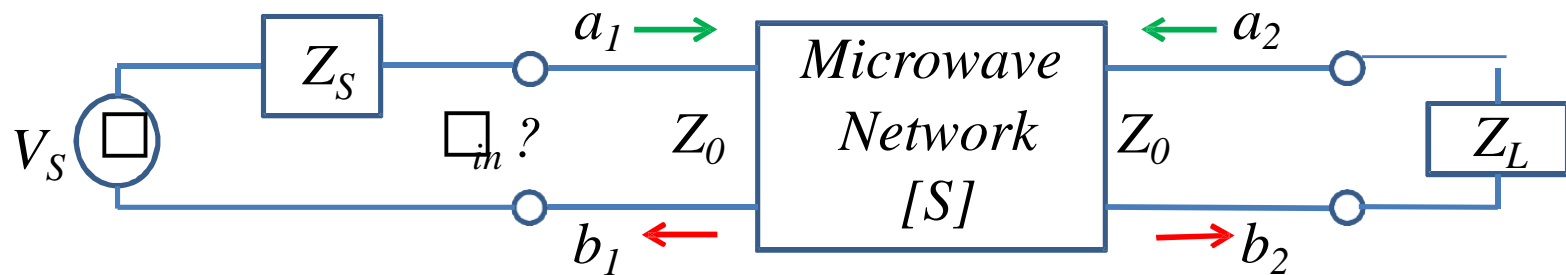 a1
a2
Microwave
ZS
VS
□
□in ?
Z0
Network
Z0
ZL
[S]
b1
b2